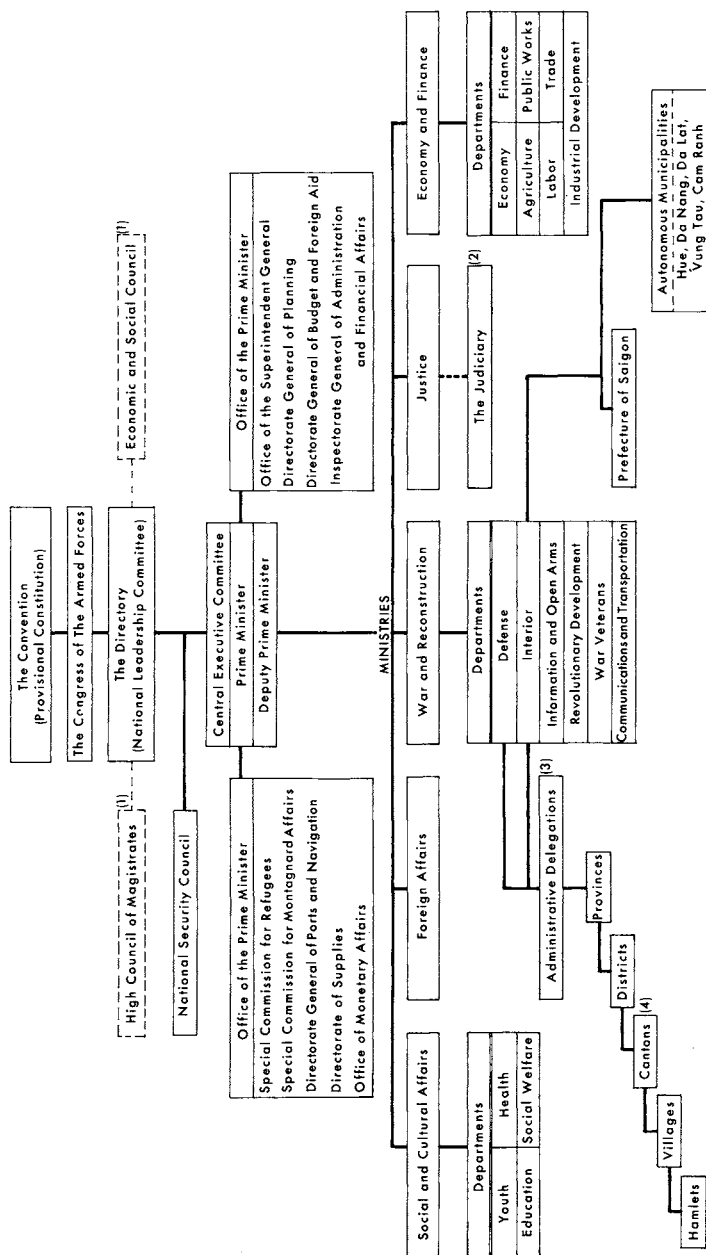 The Convention
(Provisional Constitution)
The Congress of The Armed Forces
High Council of Magistrates
(1)
The Directory
(National Leadership Committee)
Economic and Social Council
(1)
National Security Council
Central Executive Committee
Prime Minister
Deputy Prime Minister
Office of the Prime Minister
Special Commission for Refugees
Special Commission for Montagnard Affairs
Directorate General of Ports and Navigation
Directorate of Supplies
Office of Monetary Affairs
Office of the Prime Minister
Office of the Superintendent General
Directorate General of Planning
Directorate General of Budget and Foreign Aid
Inspectorate General of Administration
and Financial Affairs
MINISTRIES
Social and Cultural Affairs
Foreign Affairs
War and Reconstruction
Justice
Economy and Finance
Departments
Youth
Health
Education
Social Welfare
Departments
Defense
Interior
Information and Open Arms
Revolutionary Development
War Veterans
Communications and Transportation
The Judiciary
(2)
Departments
Economy
Finance
Agriculture
Public Works
Labor
Trade
Industrial Development
Administrative Delegations
(3)
Provinces
Districts
Cantons
(4)
Villages
Hamlets
Prefecture of Saigon
Autonomous Municipalities
Hue, Da Nang, Da Lat,
Vung Tau, Cam Ranh